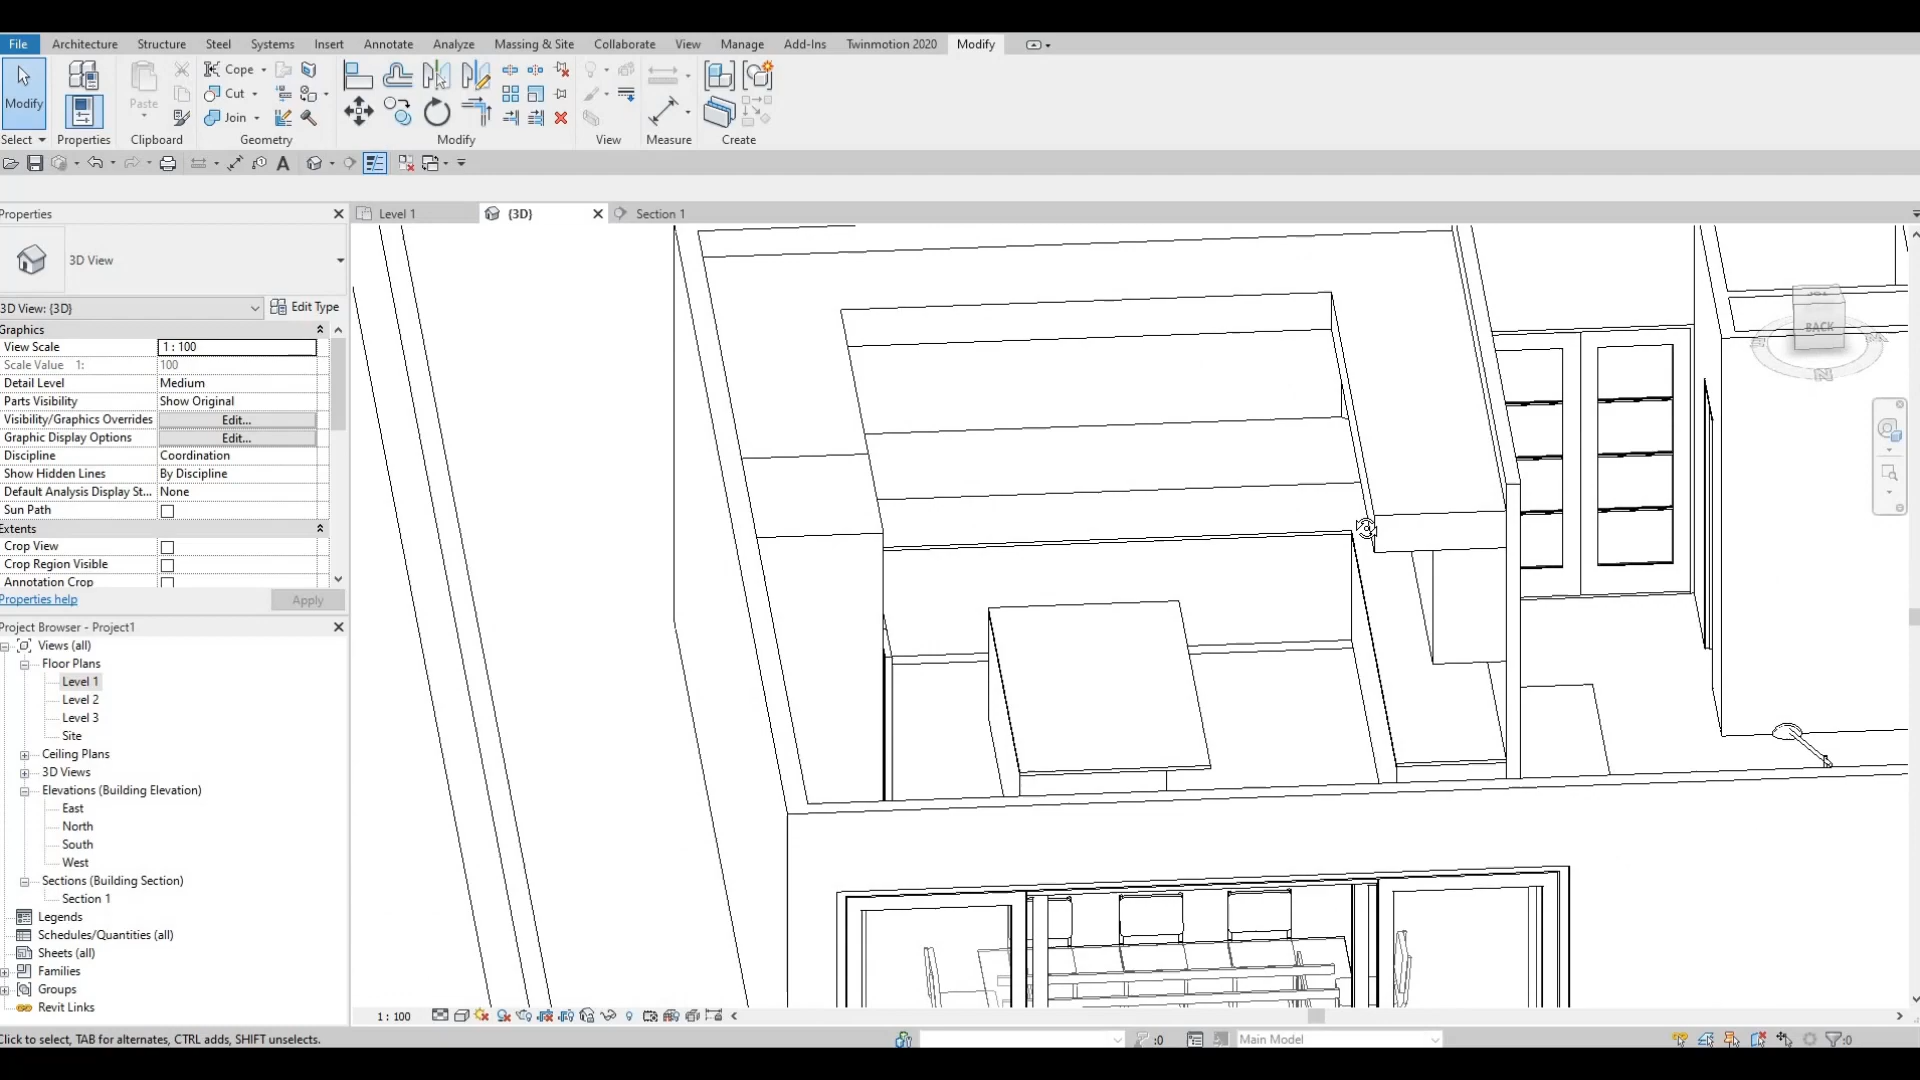 File Architecture Structure Steel Systems Insert Annotate Analyze Massing & Site Collaborate View Manage Add-Ins Twinmotion 2020 Modify
Modify
Paste
Cope
Cut
Join
Select Properties Clipboard Geometry Modify View Measure Create
Properties
Level 1
{3D}
Section 1
3D View
3D View: {3D}
Edit Type
Graphics
View Scale 1 : 100
Scale Value 1: 100
Detail Level Medium
Parts Visibility Show Original
Visibility/Graphics Overrides Edit...
Graphic Display Options Edit...
Discipline Coordination
Show Hidden Lines By Discipline
Default Analysis Display St... None
Sun Path
Extents
Crop View
Crop Region Visible
Annotation Crop
Properties help
Apply
Project Browser - Project1
Views (all)
Floor Plans
Level 1
Level 2
Level 3
Site
Ceiling Plans
3D Views
Elevations (Building Elevation)
East
North
South
West
Sections (Building Section)
Section 1
Legends
Schedules/Quantities (all)
Sheets (all)
Families
Groups
Revit Links
BACK
N
1 : 100
Click to select, TAB for alternates, CTRL adds, SHIFT unselects.
:0
Main Model
:0